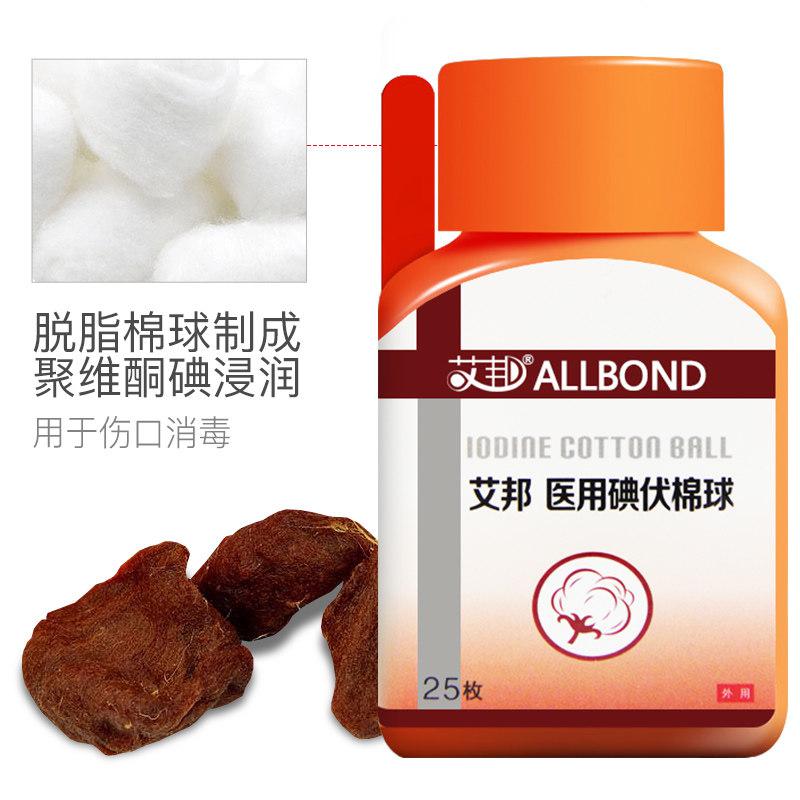 脱脂棉球制成
聚维酮碘浸润
用于伤口消毒
艾邦® ALLBOND
IODINE COTTON BALL
艾邦 医用碘伏棉球
25枚
外用